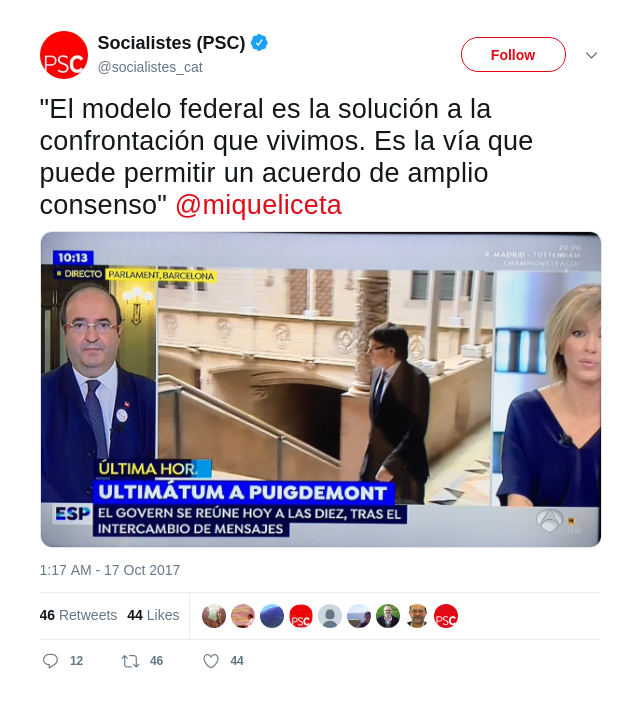 PSC
Socialistes (PSC)
@socialistes_cat
Follow
"El modelo federal es la solución a la
confrontación que vivimos. Es la vía que
puede permitir un acuerdo de amplio
consenso" @miqueliceta
10:13
DIRECTO PARLAMENT, BARCELONA
20:00
R. MADRID - TOTTENHAM
CHAMPIONS LEAGUE
ÚLTIMA HORA
ULTIMÁTUM A PUIGDEMONT
ESP EL GOVERN SE REÚNE HOY A LAS DIEZ, TRAS EL
INTERCAMBIO DE MENSAJES
HD
1:17 AM - 17 Oct 2017
46 Retweets 44 Likes
PSC PSC
12 46 44